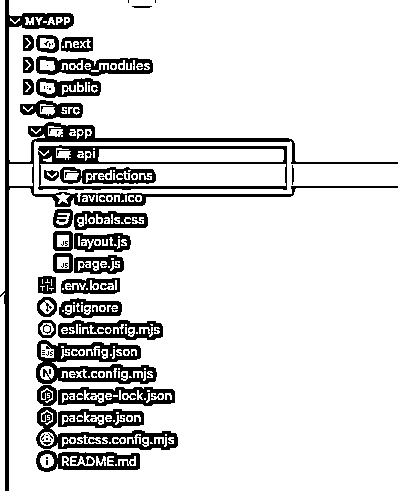 MY-APP
.next
node_modules
public
src
app
api
predictions
favicon.ico
globals.css
layout.js
page.js
.env.local
.gitignore
eslint.config.mjs
jsconfig.json
next.config.mjs
package-lock.json
package.json
postcss.config.mjs
README.md